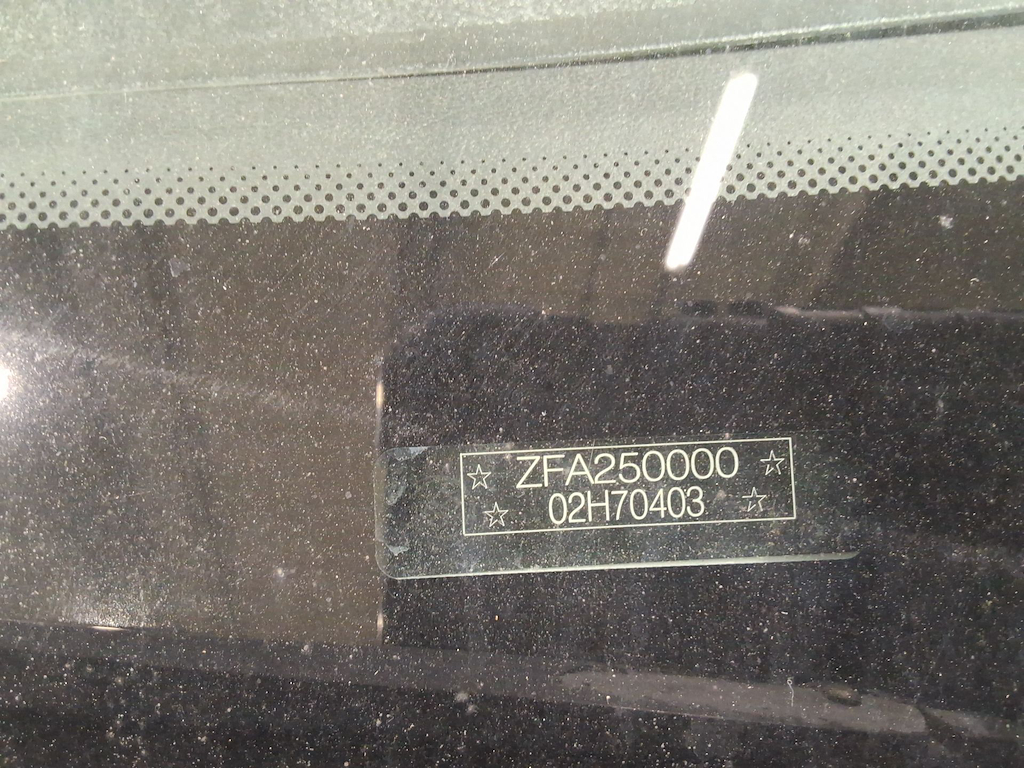 ☆ ZFA250000 ☆
☆ 02H70403 ☆